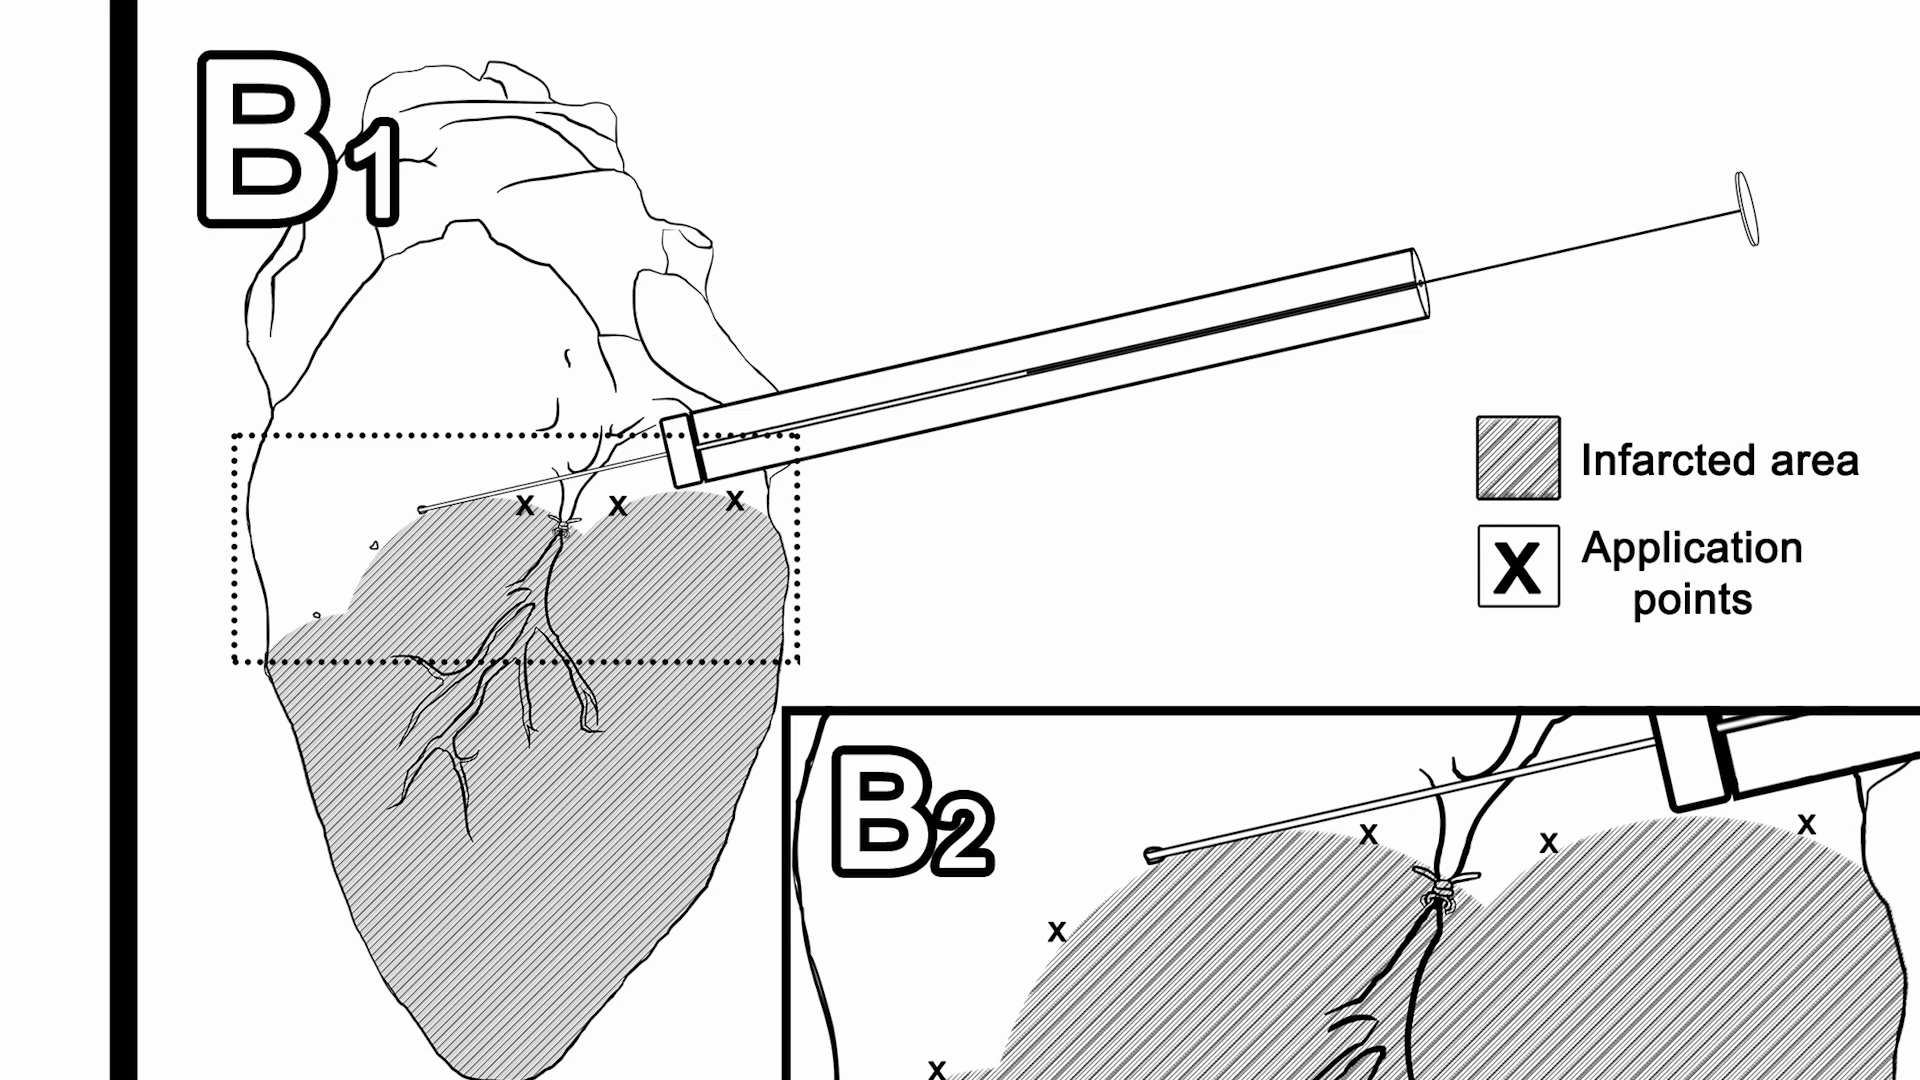 B1
x x x
Infarcted area
X Application
points
B2
x x x
x
x